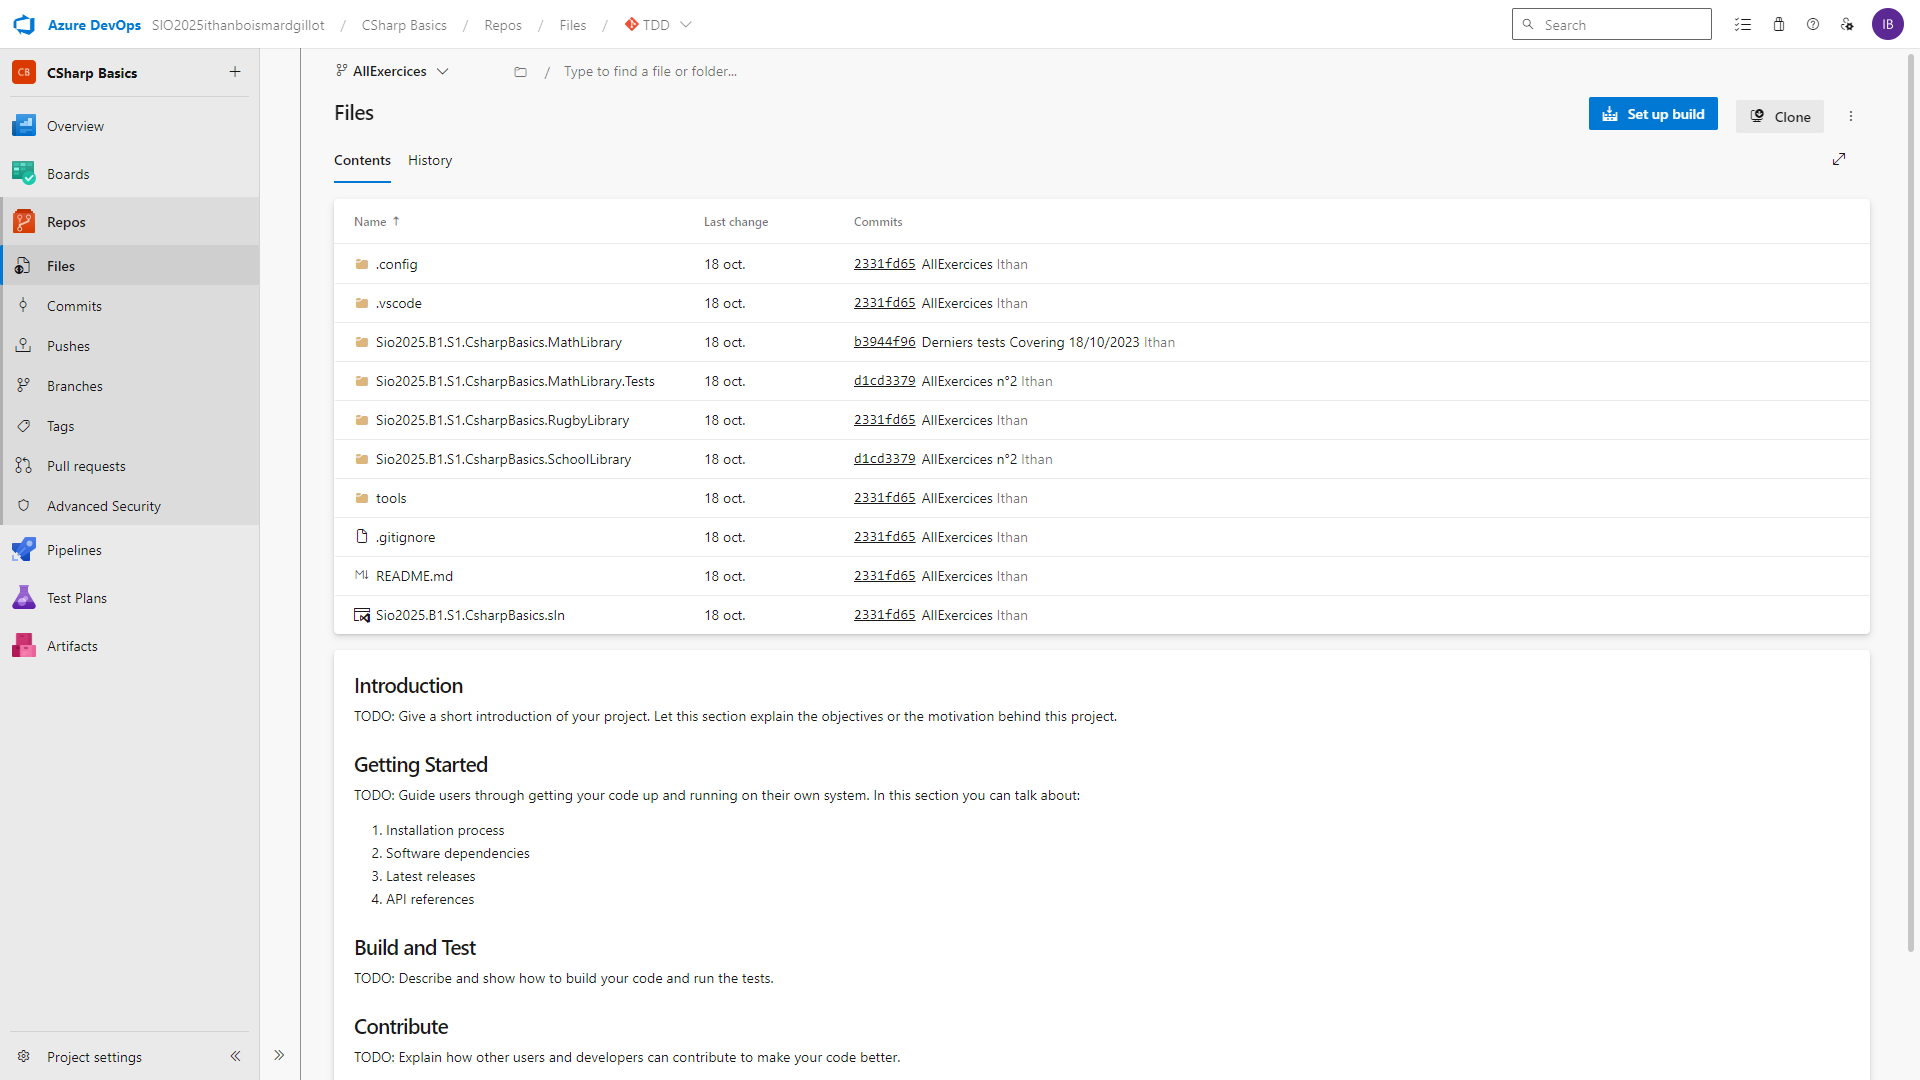 Azure DevOps SIO2025ithanboismardgillot / CSharp Basics / Repos / Files / TDD
Search
IB
CB CSharp Basics
Overview
Boards
Repos
Files
Commits
Pushes
Branches
Tags
Pull requests
Advanced Security
Pipelines
Test Plans
Artifacts
Project settings
AllExercices / Type to find a file or folder...
Files
Set up build
Clone
Contents History
Name Last change Commits
.config 18 oct. 2331fd65 AllExercices Ithan
.vscode 18 oct. 2331fd65 AllExercices Ithan
Sio2025.B1.S1.CsharpBasics.MathLibrary 18 oct. b3944f96 Derniers tests Covering 18/10/2023 Ithan
Sio2025.B1.S1.CsharpBasics.MathLibrary.Tests 18 oct. d1cd3379 AllExercices n°2 Ithan
Sio2025.B1.S1.CsharpBasics.RugbyLibrary 18 oct. 2331fd65 AllExercices Ithan
Sio2025.B1.S1.CsharpBasics.SchoolLibrary 18 oct. d1cd3379 AllExercices n°2 Ithan
tools 18 oct. 2331fd65 AllExercices Ithan
.gitignore 18 oct. 2331fd65 AllExercices Ithan
README.md 18 oct. 2331fd65 AllExercices Ithan
Sio2025.B1.S1.CsharpBasics.sln 18 oct. 2331fd65 AllExercices Ithan
Introduction
TODO: Give a short introduction of your project. Let this section explain the objectives or the motivation behind this project.
Getting Started
TODO: Guide users through getting your code up and running on their own system. In this section you can talk about:
1. Installation process
2. Software dependencies
3. Latest releases
4. API references
Build and Test
TODO: Describe and show how to build your code and run the tests.
Contribute
TODO: Explain how other users and developers can contribute to make your code better.